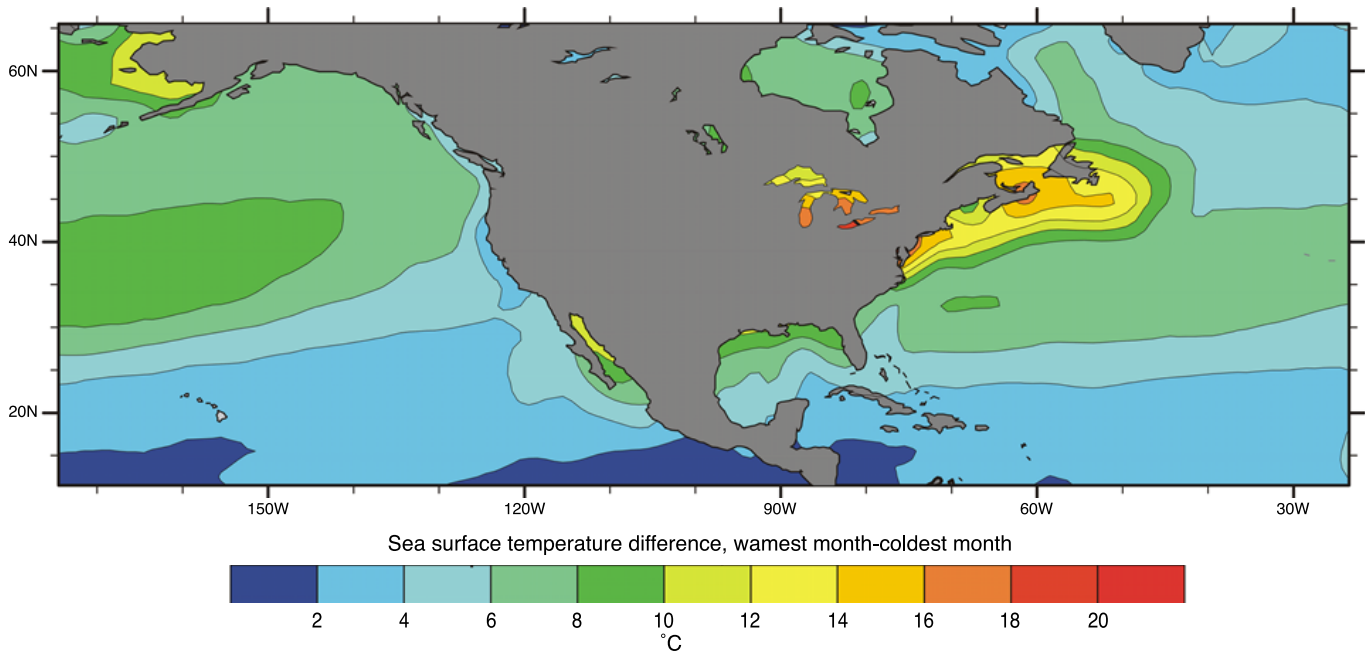 60N
40N
20N
150W 120W 90W 60W 30W
Sea surface temperature difference, wamest month-coldest month
2 4 6 8 10 12 14 16 18 20
°C